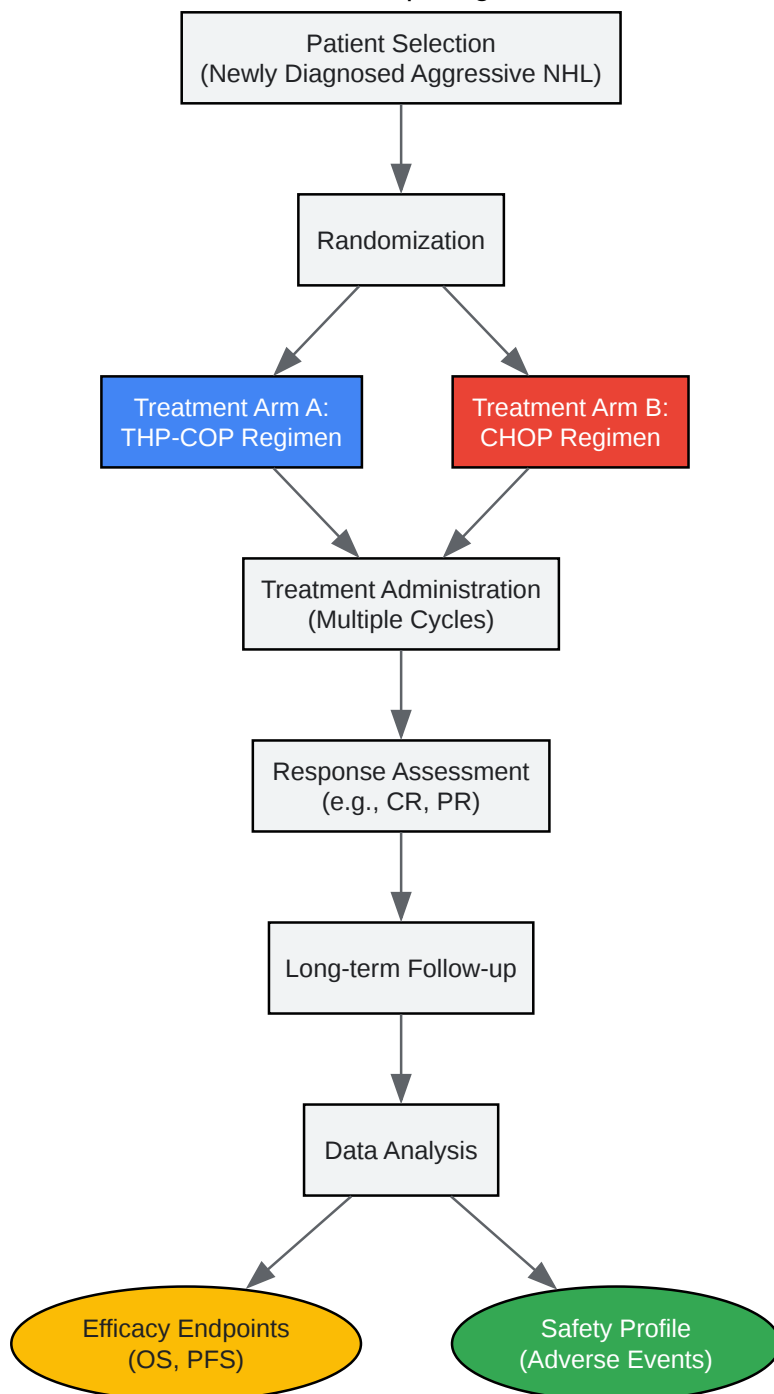 Patient Selection
(Newly Diagnosed Aggressive NHL)
Randomization
Treatment Arm A:
THP-COP Regimen
Treatment Arm B:
CHOP Regimen
Treatment Administration
(Multiple Cycles)
Response Assessment
(e.g., CR, PR)
Long-term Follow-up
Data Analysis
Efficacy Endpoints
(OS, PFS)
Safety Profile
(Adverse Events)